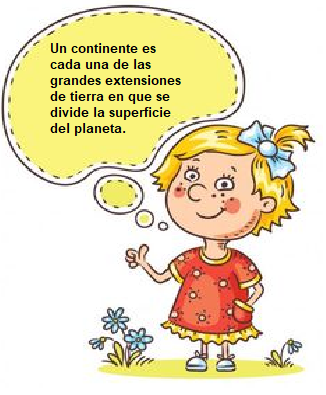 Un continente es
cada una de las
grandes extensiones
de tierra en que se
divide la superficie
del planeta.